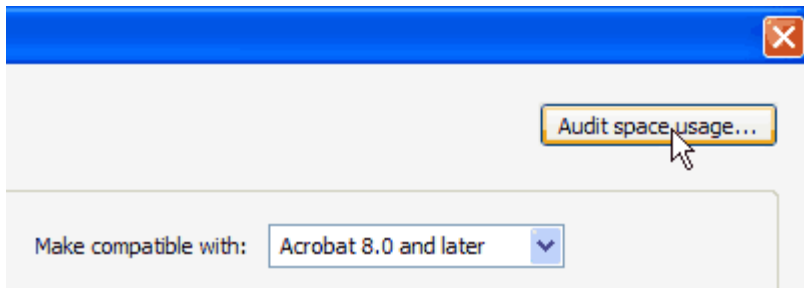 Audit space usage...
Make compatible with: Acrobat 8.0 and later